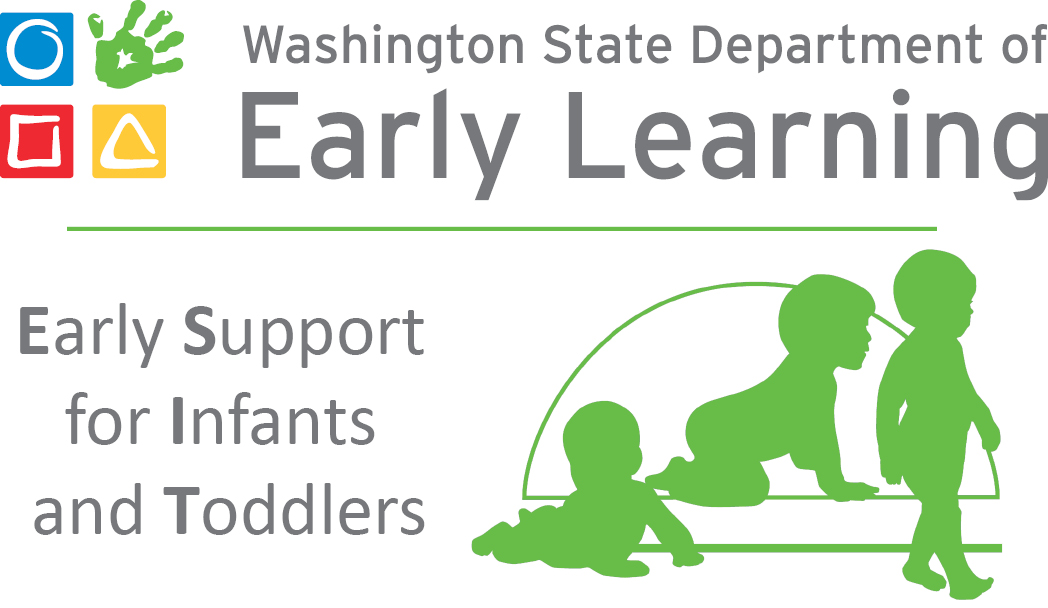 Washington State Department of
Early Learning
Early Support
for Infants
and Toddlers